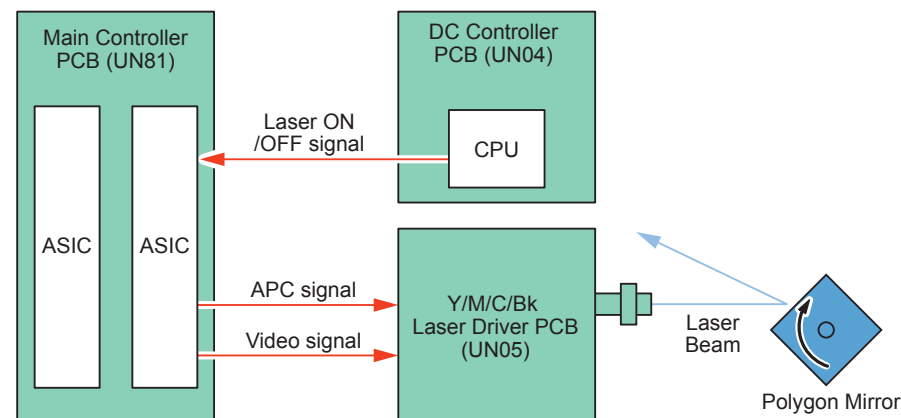 Main Controller
PCB (UN81)
DC Controller
PCB (UN04)
Laser ON
/OFF signal
CPU
ASIC
ASIC
APC signal
Video signal
Y/M/C/Bk
Laser Driver PCB
(UN05)
Laser
Beam
Polygon Mirror